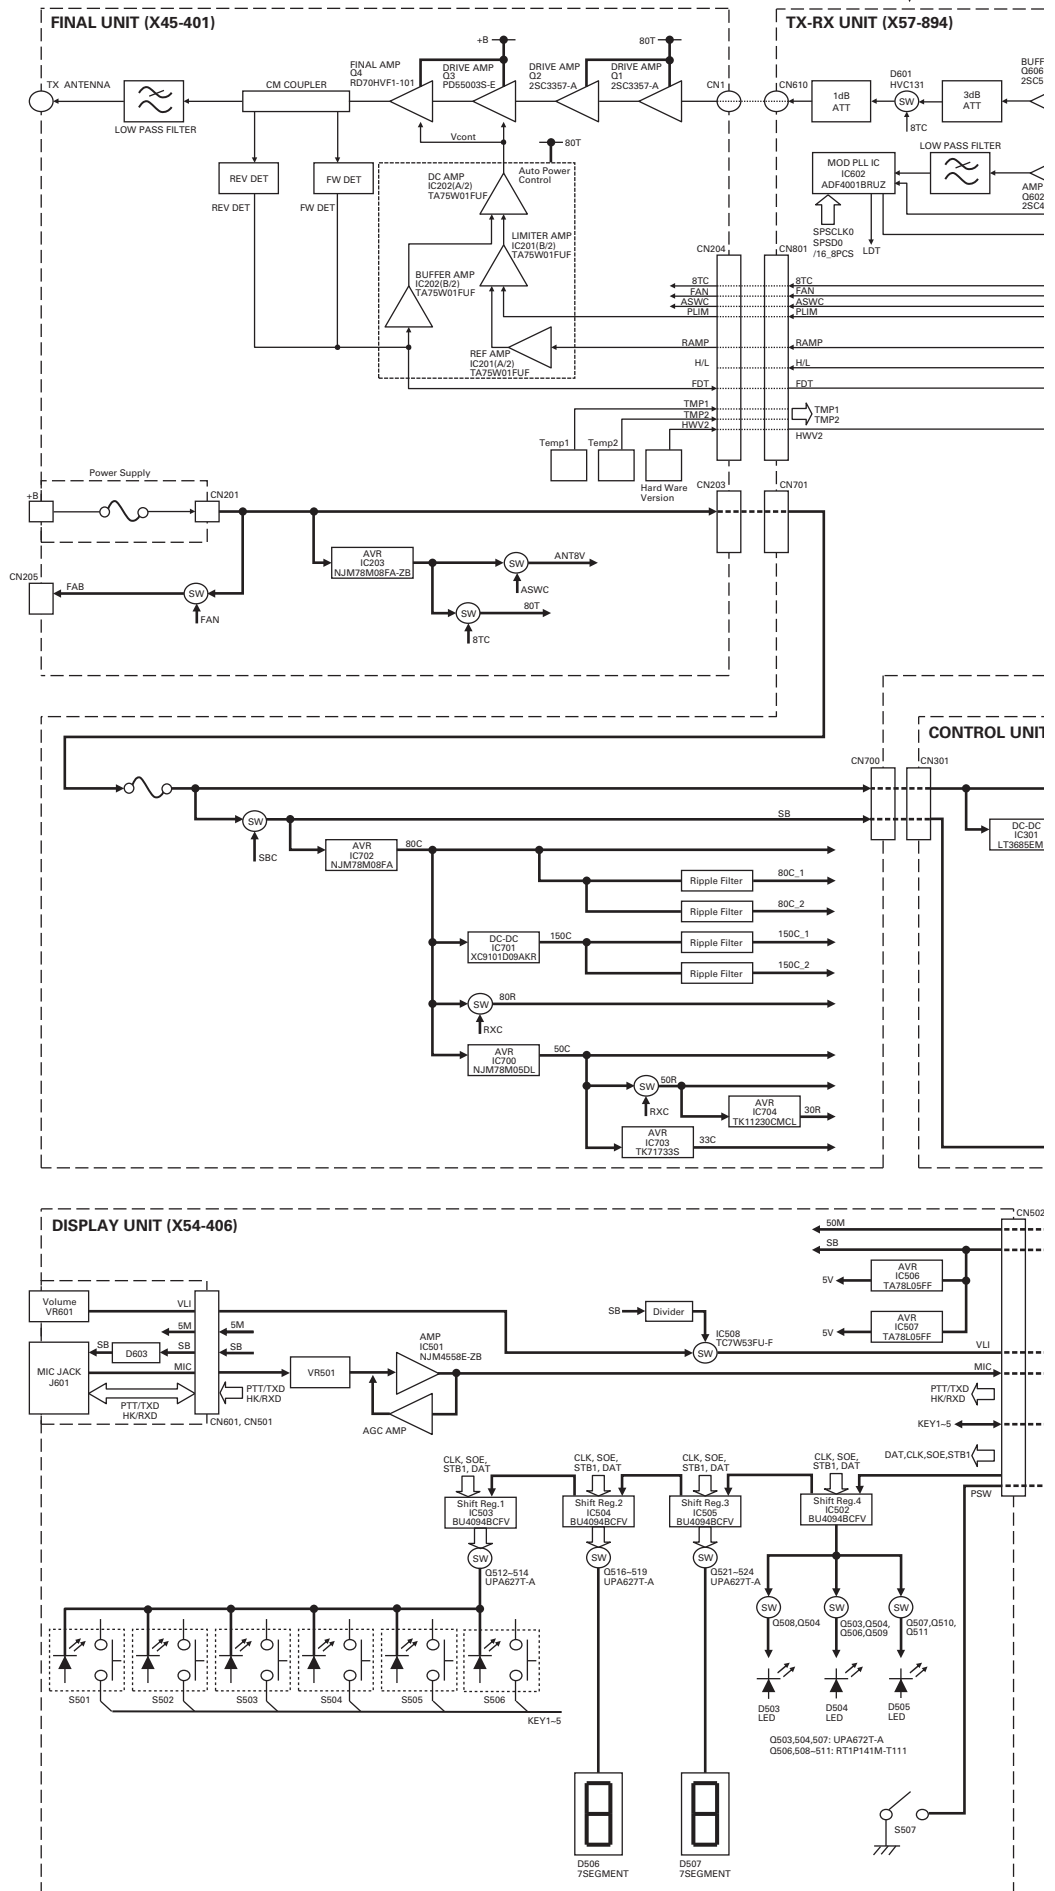 FINAL UNIT (X45-401)
TX-RX UNIT (X57-894)
+B
80T
FINAL AMP
Q4
RD70HVF1-101
DRIVE AMP
Q3
PD55003S-E
DRIVE AMP
Q2
2SC3357-A
DRIVE AMP
Q1
2SC3357-A
TX ANTENNA
CM COUPLER
CN1
CN610
D601
HVC131
BUFF
Q606
2SC5
1dB
ATT
SW
3dB
ATT
8TC
LOW PASS FILTER
Vcont
80T
LOW PASS FILTER
MOD PLL IC
IC602
ADF4001BRUZ
AMP
Q602
2SC4
REV DET
FW DET
REV DET
FW DET
DC AMP
IC202(A/2)
TA75W01FUF
Auto Power
Control
SPSCLK0
SPSD0
/16_8PCS
LDT
LIMITER AMP
IC201(B/2)
TA75W01FUF
BUFFER AMP
IC202(B/2)
TA75W01FUF
CN204
CN801
8TC
FAN
ASWC
PLIM
8TC
FAN
ASWC
PLIM
REF AMP
IC201(A/2)
TA75W01FUF
RAMP
RAMP
H/L
H/L
FDT
FDT
TMP1
TMP2
HWV2
TMP1
TMP2
HWV2
Temp1
Temp2
Hard Ware
Version
Power Supply
+B
CN201
CN203
CN701
AVR
IC203
NJM78M08FA-ZB
SW
ANT8V
ASWC
CN205
FAB
SW
FAN
SW
80T
8TC
CONTROL UNIT
CN700
CN301
SW
SB
SBC
DC-DC
IC301
LT3685EM
AVR
IC702
NJM78M08FA
80C
Ripple Filter
80C_1
Ripple Filter
80C_2
DC-DC
IC701
XC9101D09AKR
150C
Ripple Filter
150C_1
Ripple Filter
150C_2
SW
80R
RXC
AVR
IC700
NJM78M05DL
50C
SW
50R
RXC
AVR
IC704
TK11230CMCL
30R
AVR
IC703
TK71733S
33C
DISPLAY UNIT (X54-406)
CN502
50M
SB
AVR
IC506
TA78L05FF
5V
AVR
IC507
TA78L05FF
5V
Volume
VR601
VLI
SB
Divider
IC508
TC7W53FU-F
SW
VLI
5M
5M
SB
D603
SB
SB
MIC JACK
J601
MIC
VR501
AMP
IC501
NJM4558E-ZB
AGC AMP
MIC
PTT/TXD
HK/RXD
PTT/TXD
HK/RXD
PTT/TXD
HK/RXD
CN601, CN501
KEY1~5
DAT,CLK,SOE,STB1
PSW
CLK, SOE,
STB1, DAT
CLK, SOE,
STB1, DAT
CLK, SOE,
STB1, DAT
CLK, SOE,
STB1, DAT
Shift Reg.1
IC503
BU4094BCFV
Shift Reg.2
IC504
BU4094BCFV
Shift Reg.3
IC505
BU4094BCFV
Shift Reg.4
IC502
BU4094BCFV
SW
Q512~514
UPA627T-A
SW
Q516~519
UPA627T-A
SW
Q521~524
UPA627T-A
SW
Q508,Q504
SW
Q503,Q504,
Q506,Q509
SW
Q507,Q510,
Q511
S501
S502
S503
S504
S505
S506
KEY1~5
D503
LED
D504
LED
D505
LED
Q503,504,507: UPA672T-A
Q506,508~511: RT1P141M-T111
S507
D506
7SEGMENT
D507
7SEGMENT